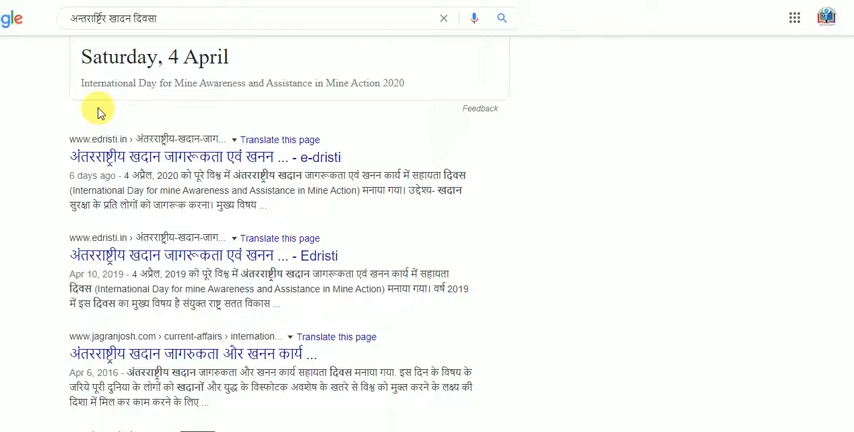 gle
अन्तरार्ष्ट्रिर खादन दिवसा
Saturday, 4 April
International Day for Mine Awareness and Assistance in Mine Action 2020
Feedback
www.edristi.in › अंतरराष्ट्रीय-खदान-जाग... Translate this page
अंतरराष्ट्रीय खदान जागरूकता एवं खनन ... - e-dristi
6 days ago - 4 अप्रैल, 2020 को पूरे विश्व में अंतरराष्ट्रीय खदान जागरूकता एवं खनन कार्य में सहायता दिवस
(International Day for mine Awareness and Assistance in Mine Action) मनाया गया। उद्देश्य- खदान
सुरक्षा के प्रति लोगों को जागरूक करना। मुख्य विषय ...
www.edristi.in › अंतरराष्ट्रीय-खदान-जाग... Translate this page
अंतरराष्ट्रीय खदान जागरूकता एवं खनन ... - Edristi
Apr 10, 2019 - 4 अप्रैल, 2019 को पूरे विश्व में अंतरराष्ट्रीय खदान जागरूकता एवं खनन कार्य में सहायता
दिवस (International Day for mine Awareness and Assistance in Mine Action) मनाया गया। वर्ष 2019
में इस दिवस का मुख्य विषय है संयुक्त राष्ट्र सतत विकास ...
www.jagranjosh.com › current-affairs › internation... Translate this page
अंतरराष्ट्रीय खदान जागरुकता और खनन कार्य ...
Apr 6, 2016 - अंतरराष्ट्रीय खदान जागरुकता और खनन कार्य सहायता दिवस मनाया गया. इस दिन के विषय के
जरिये पूरी दुनिया के लोगों को खदानों और युद्ध के विस्फोटक अवशेष के खतरे से विश्व को मुक्त करने के लक्ष्य की
दिशा में मिल कर काम करने के लिए ...